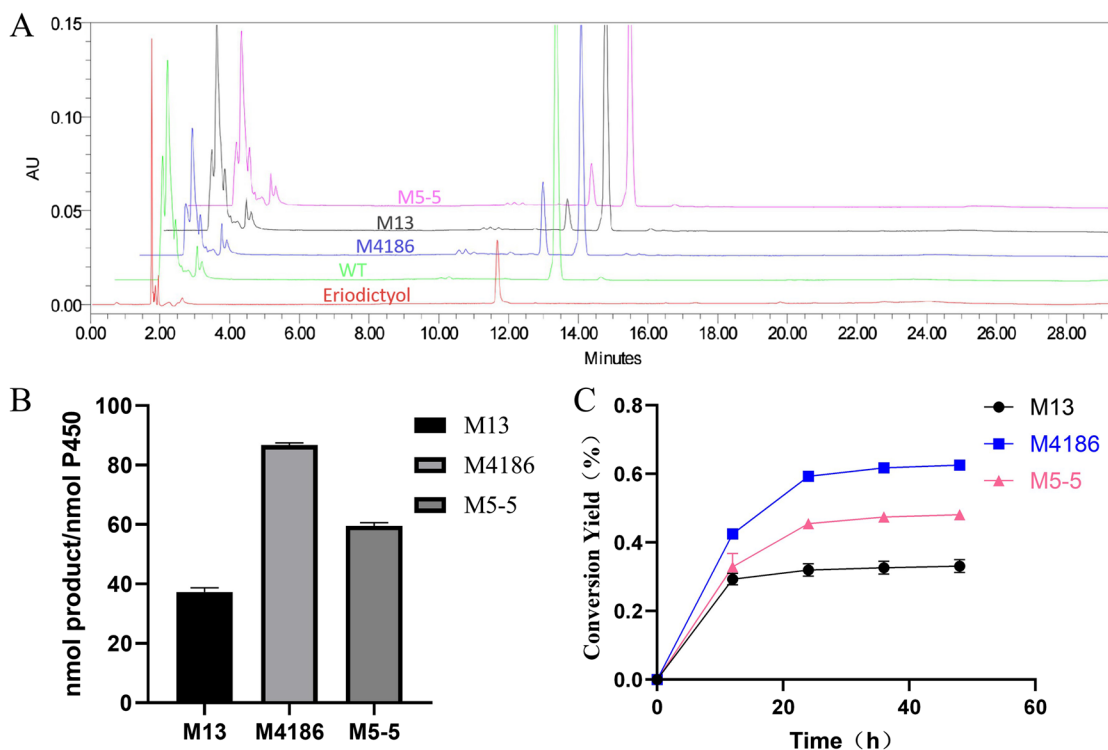 A
0.15
0.10
0.05
0.00
AU
M5-5
M13
M4186
WT
Eriodictyol
0.00 2.00 4.00 6.00 8.00 10.00 12.00 14.00 16.00 18.00 20.00 22.00 24.00 26.00 28.00
Minutes
B
nmol product/nmol P450
100
80
60
40
20
0
M13
M4186
M5-5
M13 M4186 M5-5
C
Conversion Yield (%)
0.8
0.6
0.4
0.2
0.0
M13
M4186
M5-5
0 20 40 60
Time (h)